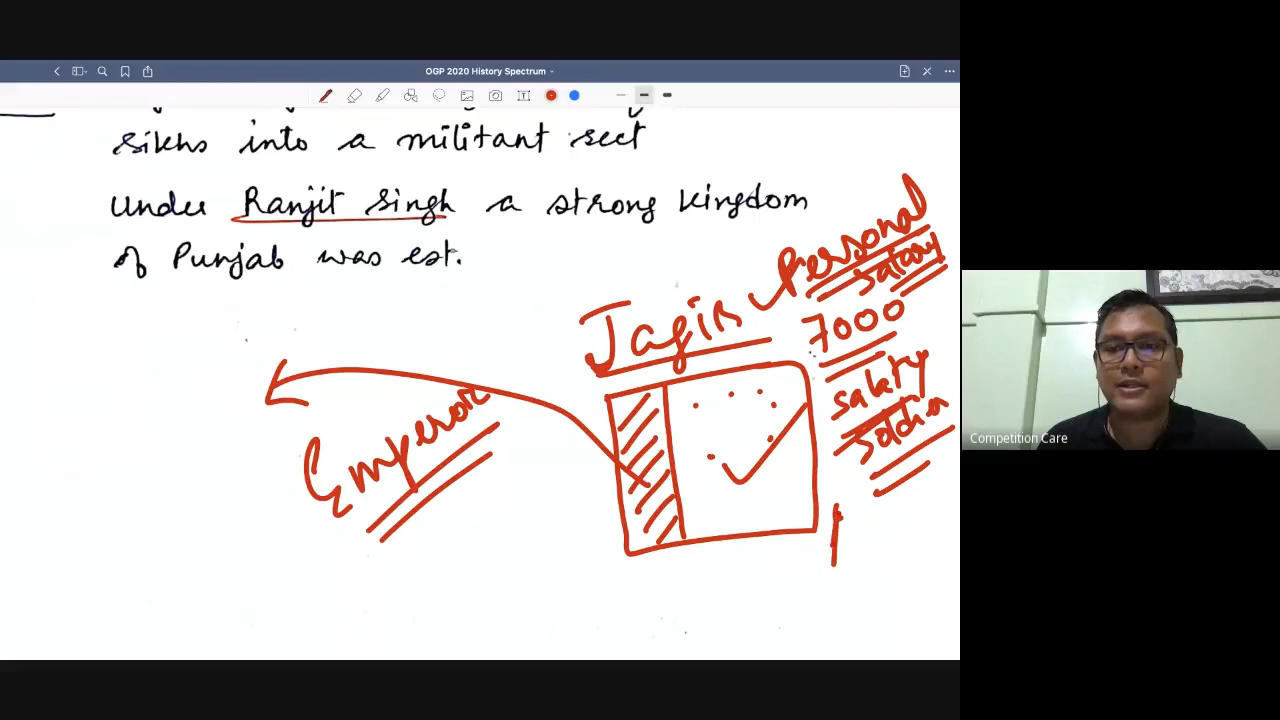 OGP 2020 History Spectrum
sikhs into a militant sect
Under Ranjit Singh a strong kingdom
of Punjab was est.
Personal
salary
Jagir
7000
salary
soldier
Emperor
Competition Care